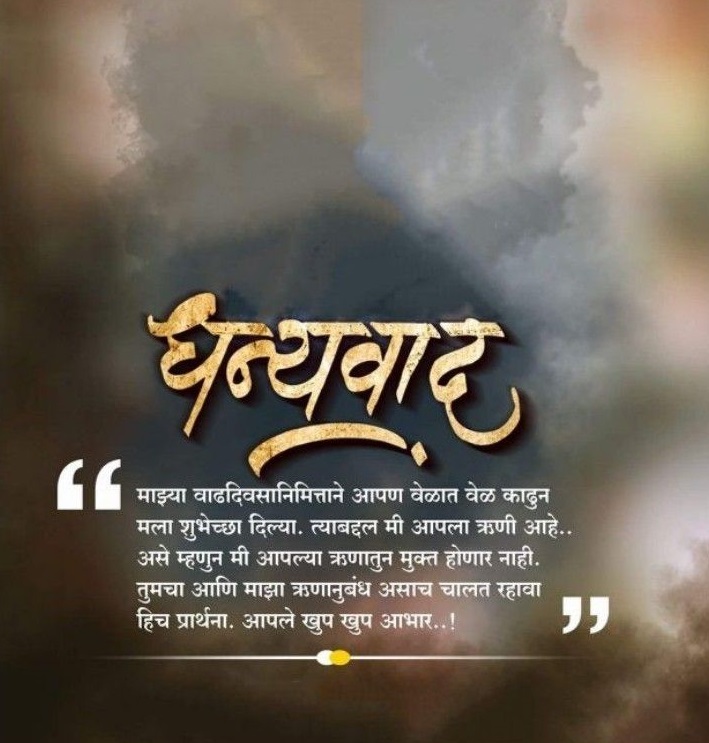 धन्यवाद
“ माझ्या वाढदिवसानिमित्ताने आपण वेळात वेळ काढुन
मला शुभेच्छा दिल्या. त्याबद्दल मी आपला ऋणी आहे..
असे म्हणुन मी आपल्या ऋणातुन मुक्त होणार नाही.
तुमचा आणि माझा ऋणानुबंध असाच चालत रहावा
हिच प्रार्थना. आपले खुप खुप आभार..! ”